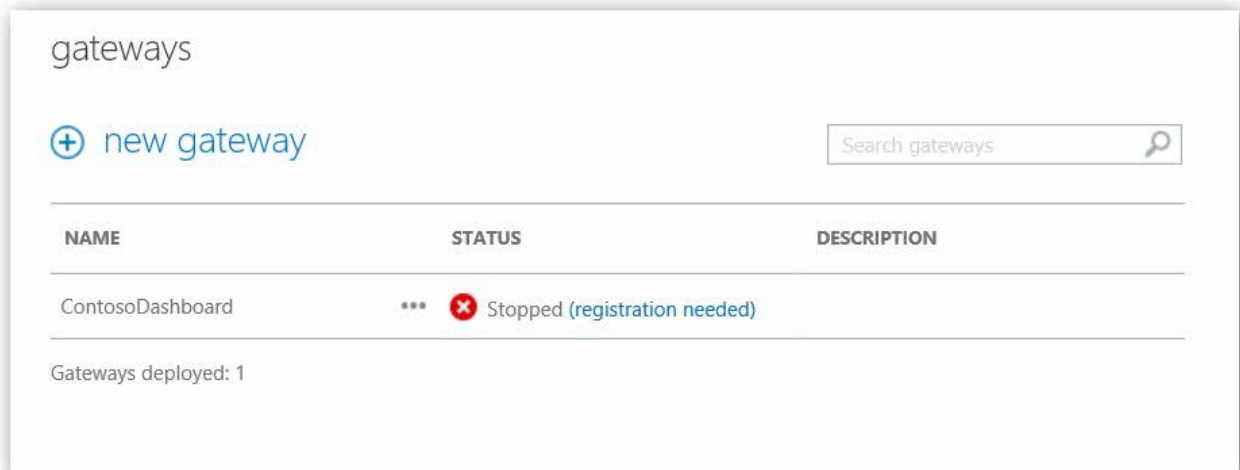 gateways
new gateway
Search gateways
NAME STATUS DESCRIPTION
ContosoDashboard ••• Stopped (registration needed)
Gateways deployed: 1